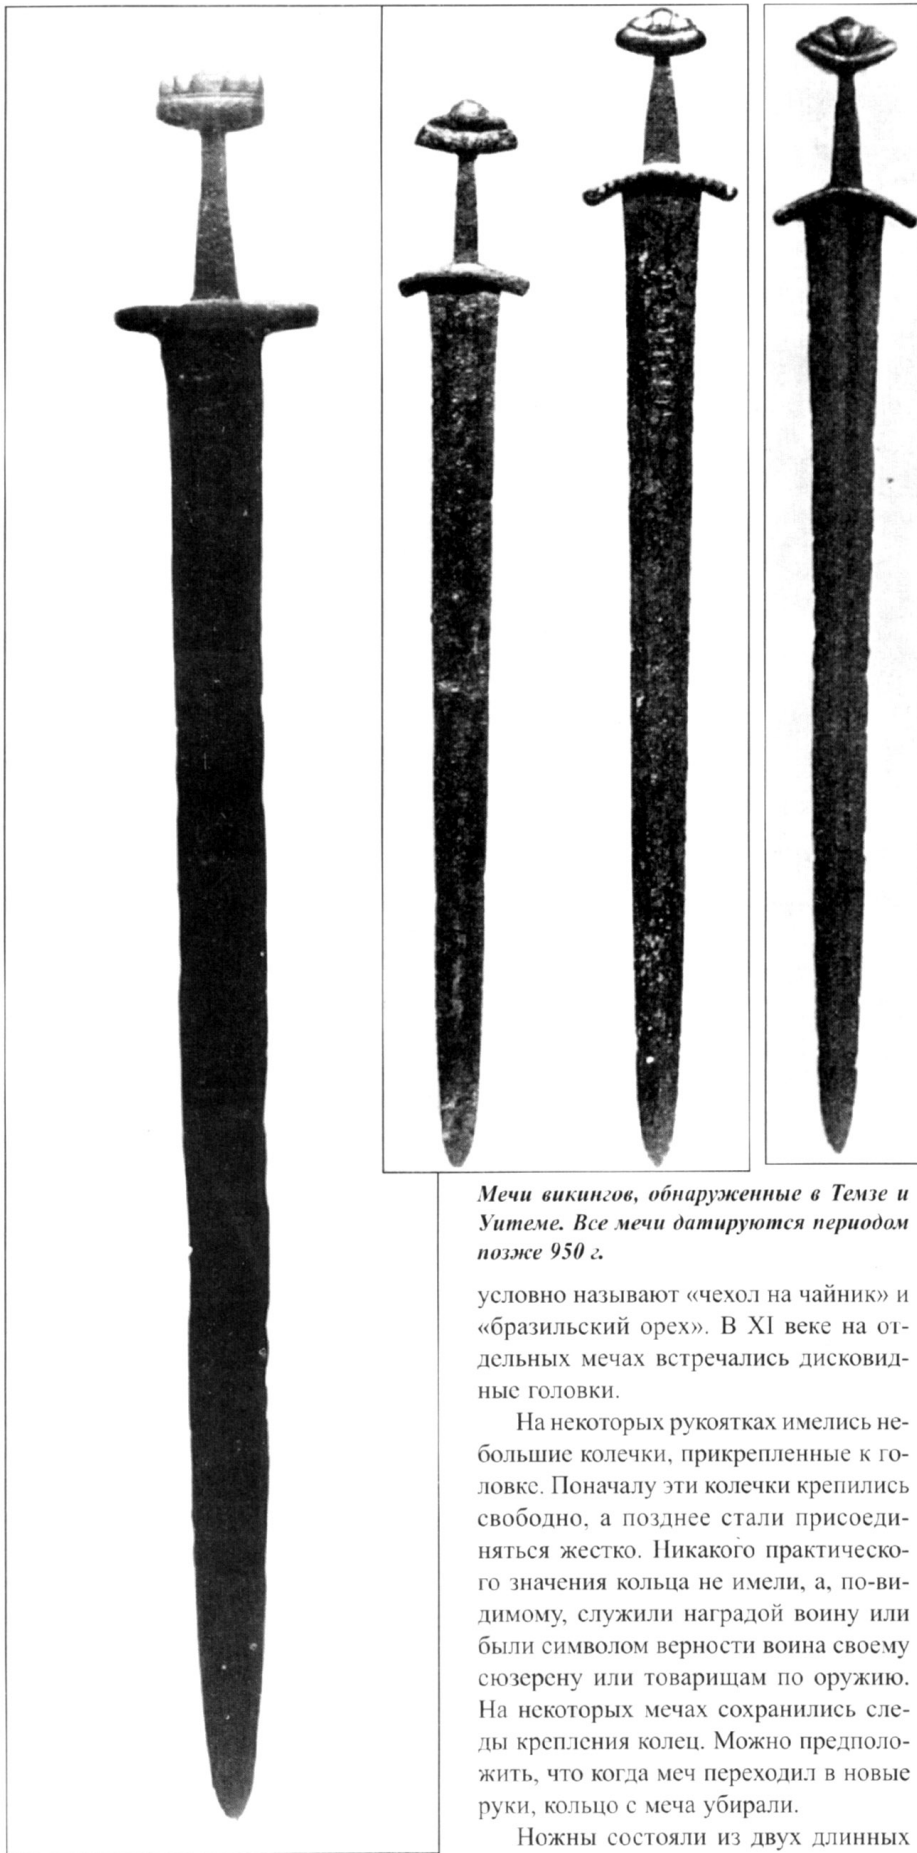 Мечи викингов, обнаруженные в Темзе и
Уитеме. Все мечи датируются периодом
позже 950 г.
условно называют «чехол на чайник» и
«бразильский орех». В XI веке на от-
дельных мечах встречались дисковид-
ные головки.
На некоторых рукоятках имелись не-
большие колечки, прикрепленные к го-
ловке. Поначалу эти колечки крепились
свободно, а позднее стали присоеди-
няться жестко. Никакого практическо-
го значения кольца не имели, а, по-ви-
димому, служили наградой воину или
были символом верности воина своему
сюзерену или товарищам по оружию.
На некоторых мечах сохранились сле-
ды крепления колец. Можно предполо-
жить, что когда меч переходил в новые
руки, кольцо с меча убирали.
Ножны состояли из двух длинных